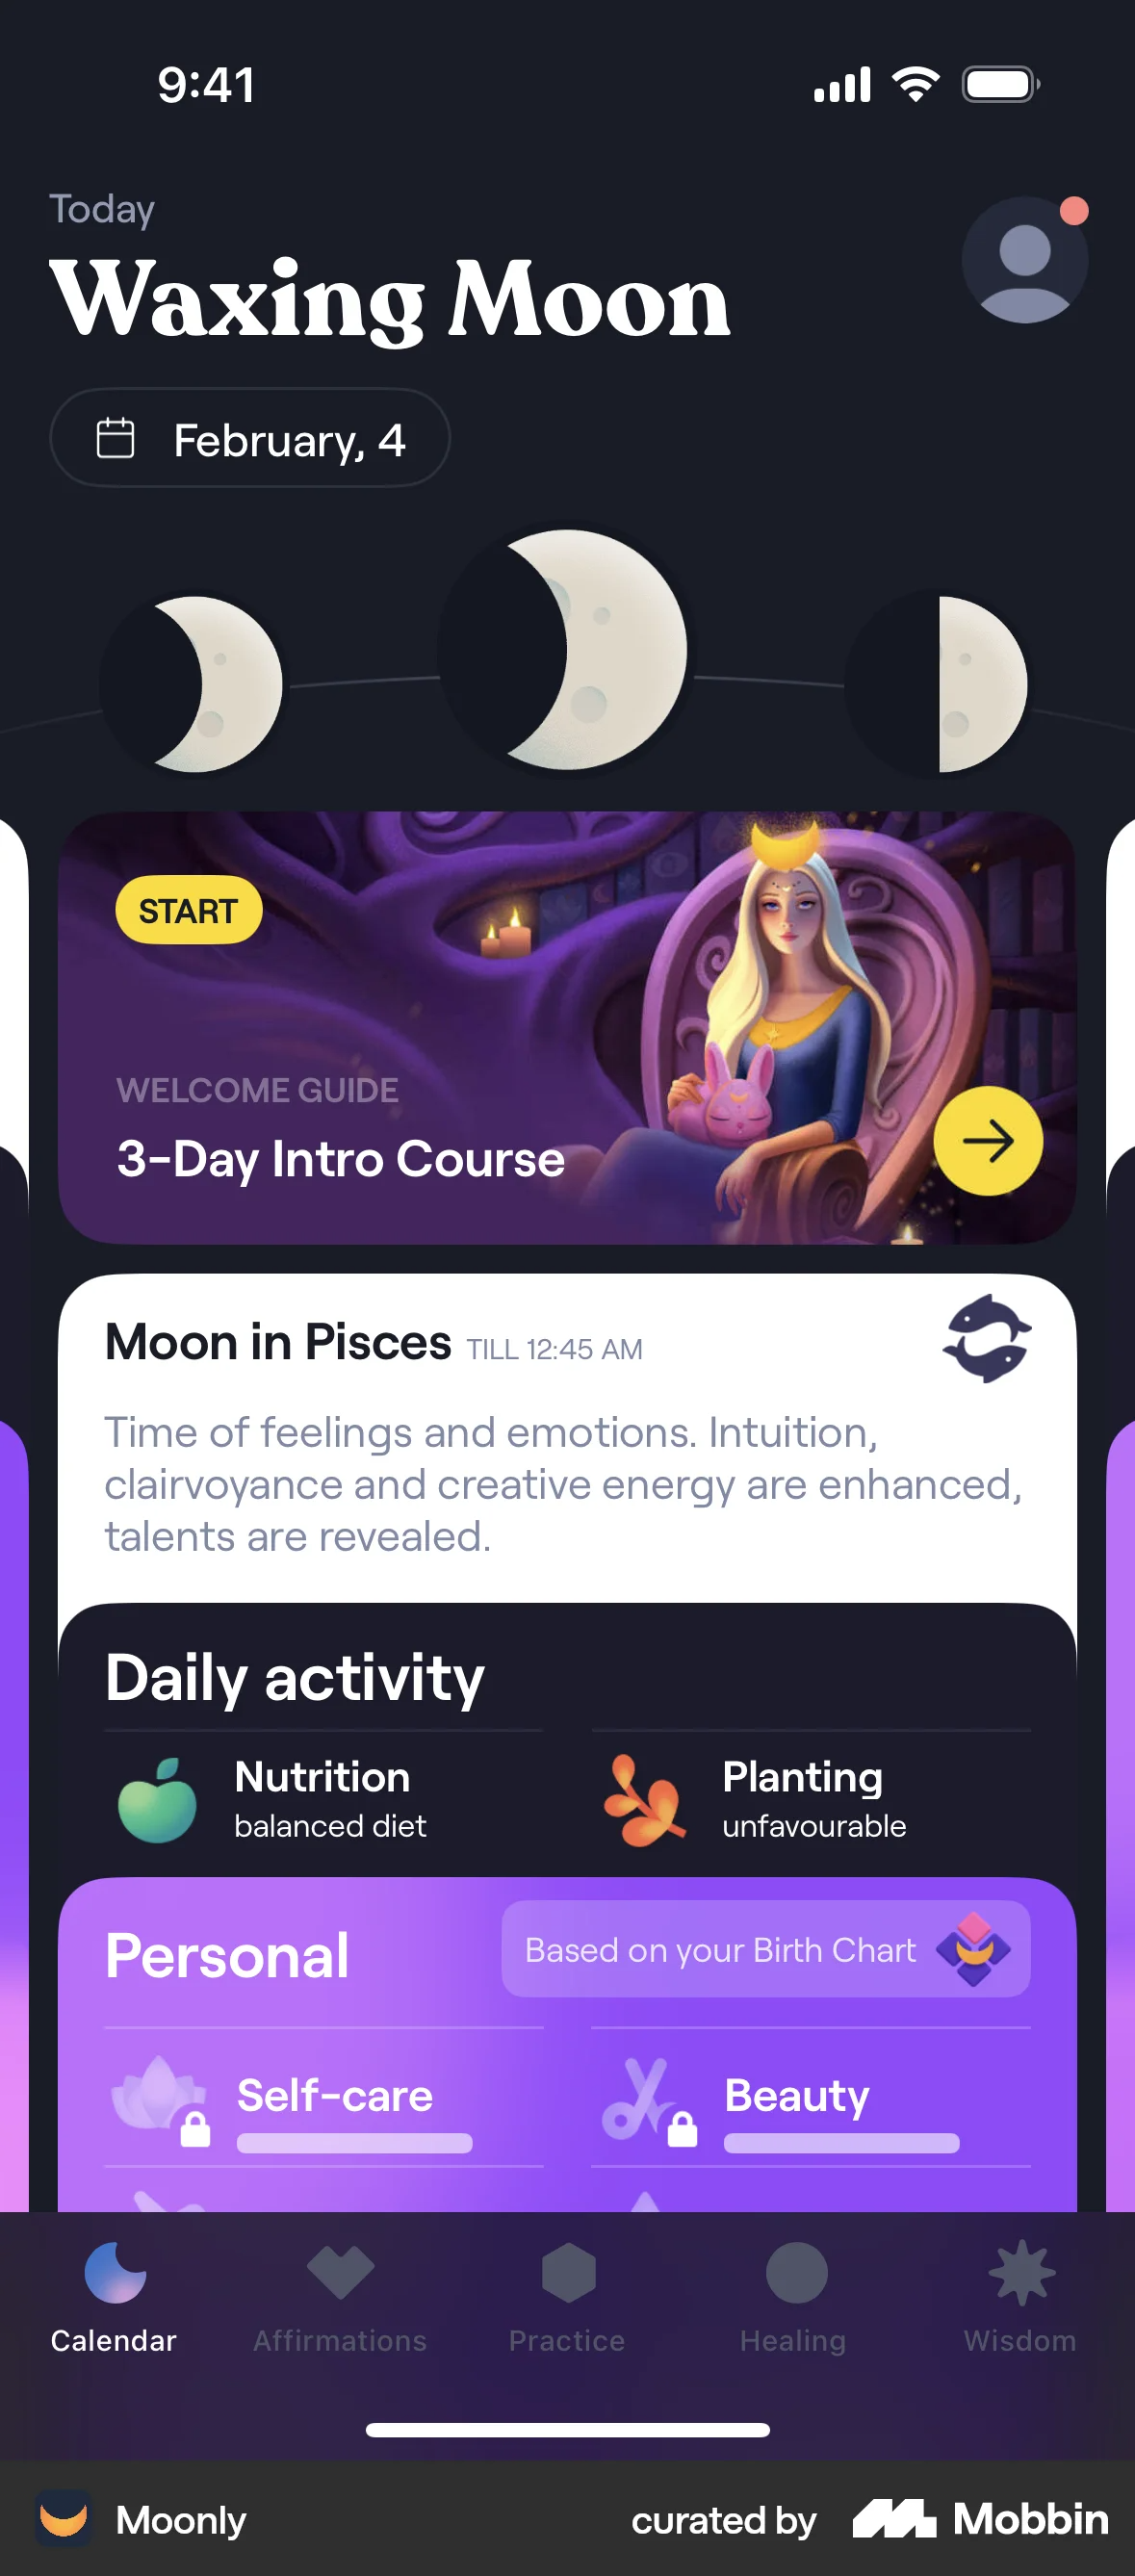 9:41
Today
Waxing Moon
February, 4
START
WELCOME GUIDE
3-Day Intro Course
Moon in Pisces TILL 12:45 AM
Time of feelings and emotions. Intuition,
clairvoyance and creative energy are enhanced,
talents are revealed.
Daily activity
Nutrition
balanced diet
Planting
unfavourable
Personal
Based on your Birth Chart
Self-care
Beauty
Calendar
Affirmations
Practice
Healing
Wisdom
Moonly
curated by Mobbin